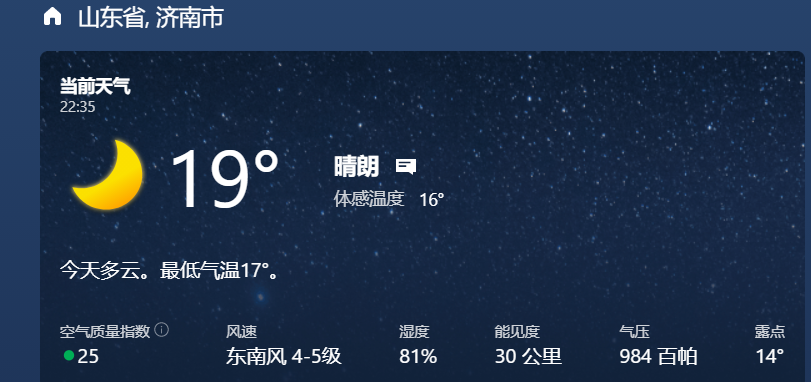 山东省, 济南市
当前天气
22:35
19°
晴朗
体感温度 16°
今天多云。最低气温17°。
空气质量指数 风速 湿度 能见度 气压 露点
25 东南风 4-5级 81% 30 公里 984 百帕 14°